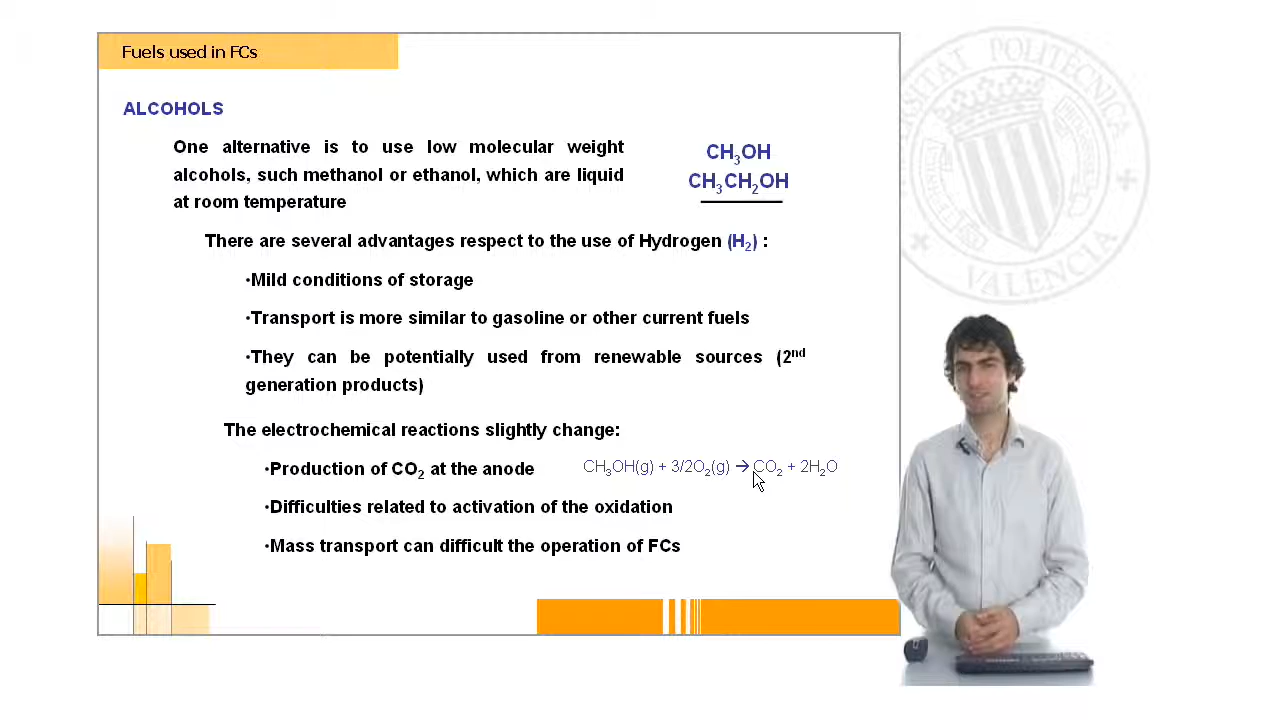 Fuels used in FCs
ALCOHOLS
One alternative is to use low molecular weight
alcohols, such methanol or ethanol, which are liquid
at room temperature
CH3OH
CH3CH2OH
There are several advantages respect to the use of Hydrogen (H2) :
•Mild conditions of storage
•Transport is more similar to gasoline or other current fuels
•They can be potentially used from renewable sources (2nd
generation products)
The electrochemical reactions slightly change:
•Production of CO2 at the anode
CH3OH(g) + 3/2O2(g) → CO2 + 2H2O
•Difficulties related to activation of the oxidation
•Mass transport can difficult the operation of FCs
POLITECNICA
VALENCIA